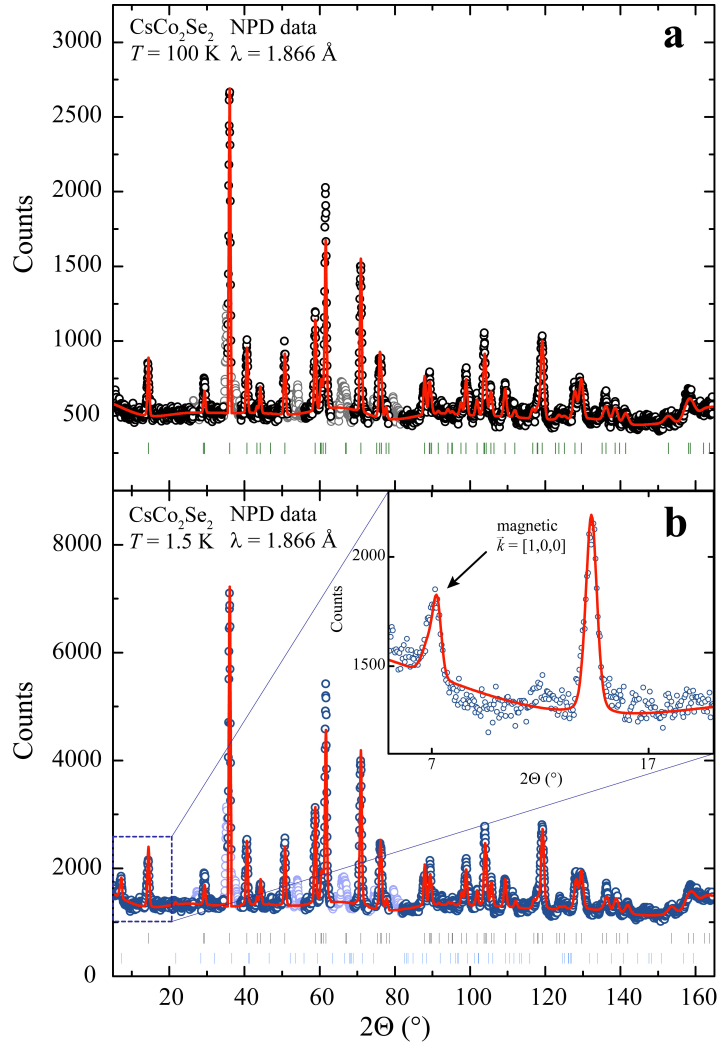 CsCo₂Se₂ NPD data
T = 100 K λ = 1.866 Å
a
3000
2500
2000
1500
1000
500
Counts
CsCo₂Se₂ NPD data
T = 1.5 K λ = 1.866 Å
b
8000
6000
4000
2000
0
Counts
magnetic
k⃗ = [1,0,0]
2000
1500
Counts
7 17
2Θ (°)
20 40 60 80 100 120 140 160
2Θ (°)